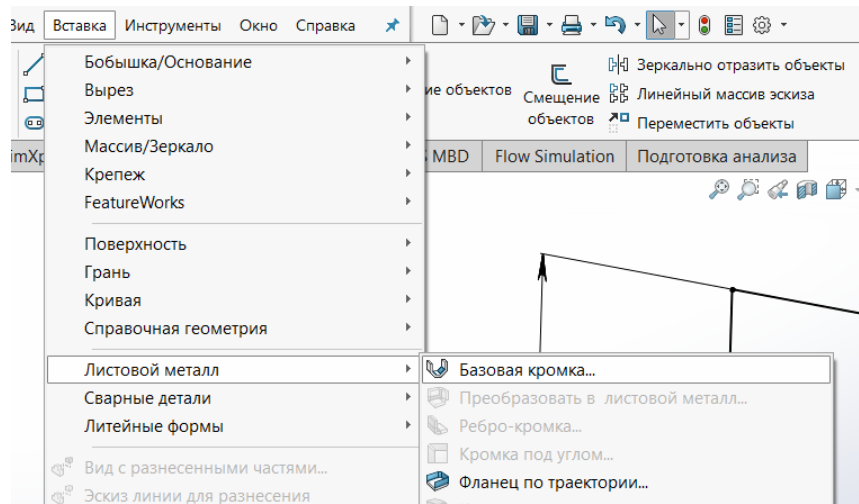 Вид Вставка Инструменты Окно Справка
Бобышка/Основание
Вырез
Элементы
Массив/Зеркало
Крепеж
FeatureWorks
Поверхность
Грань
Кривая
Справочная геометрия
Листовой металл
Сварные детали
Литейные формы
Вид с разнесенными частями...
Эскиз линии для разнесения
объектов
Смещение
объектов
Зеркально отразить объекты
Линейный массив эскиза
Переместить объекты
MBD Flow Simulation Подготовка анализа
Базовая кромка...
Преобразовать в листовой металл...
Ребро-кромка...
Кромка под углом...
Фланец по траектории...